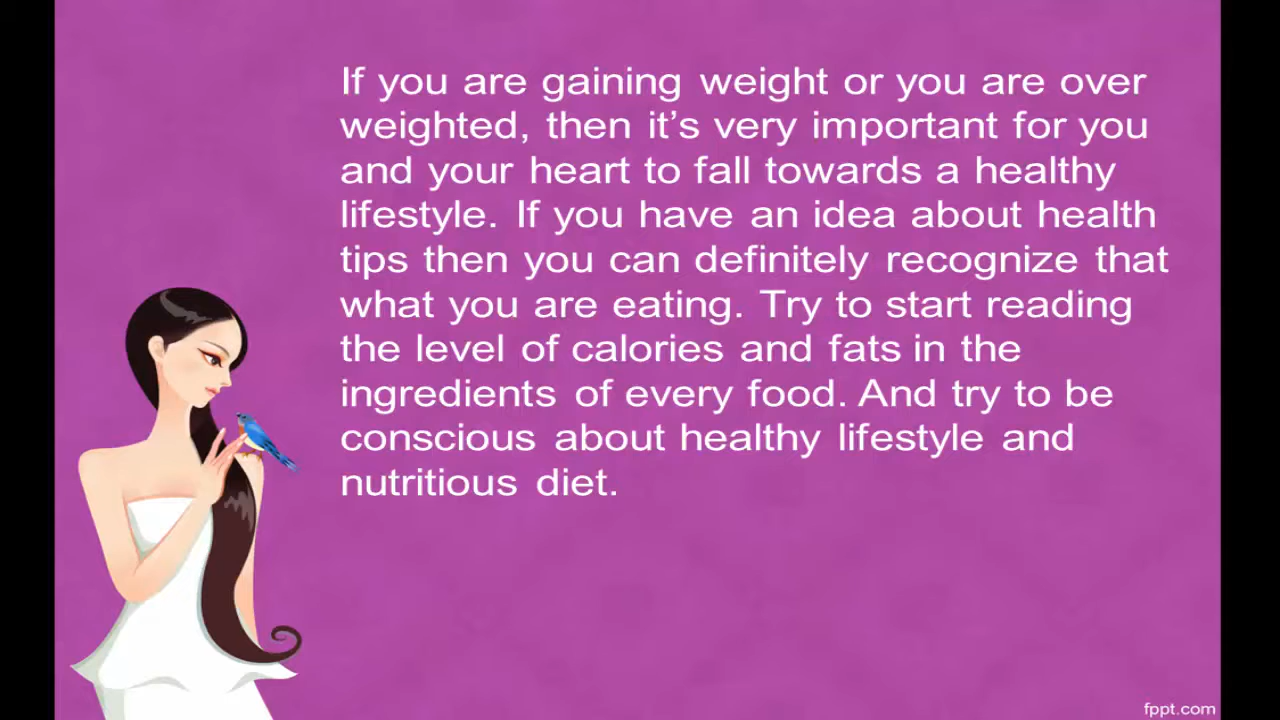 If you are gaining weight or you are over
weighted, then it’s very important for you
and your heart to fall towards a healthy
lifestyle. If you have an idea about health
tips then you can definitely recognize that
what you are eating. Try to start reading
the level of calories and fats in the
ingredients of every food. And try to be
conscious about healthy lifestyle and
nutritious diet.
fppt.com